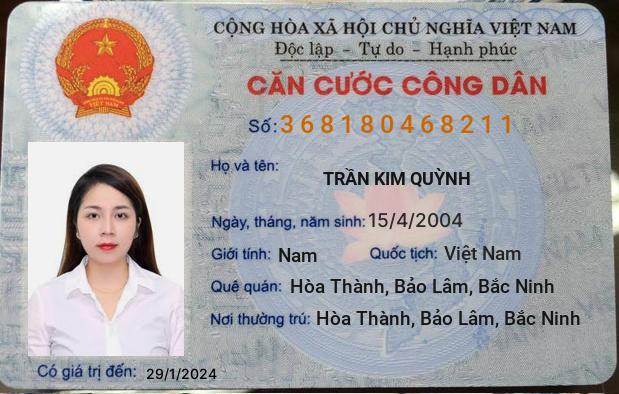 CỘNG HÒA XÃ HỘI CHỦ NGHĨA VIỆT NAM
Độc lập - Tự do - Hạnh phúc
CĂN CƯỚC CÔNG DÂN
Số: 368180468211
Họ và tên:
TRẦN KIM QUỲNH
Ngày, tháng, năm sinh: 15/4/2004
Giới tính: Nam Quốc tịch: Việt Nam
Quê quán: Hòa Thành, Bảo Lâm, Bắc Ninh
Nơi thường trú: Hòa Thành, Bảo Lâm, Bắc Ninh
Có giá trị đến: 29/1/2024
VIỆT NAM